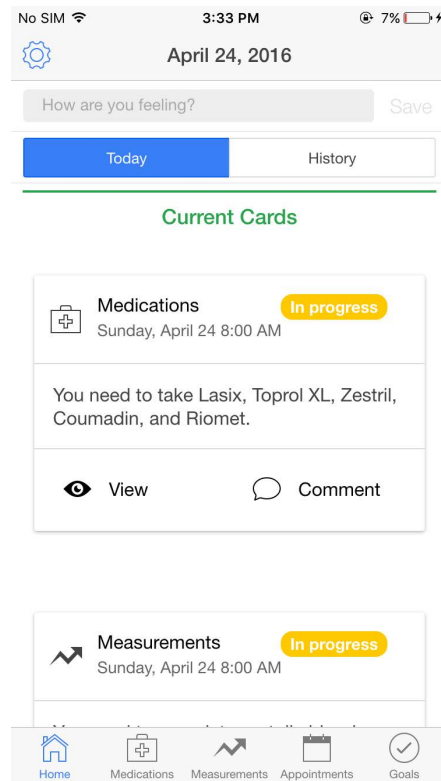 No SIM 3:33 PM 7%
April 24, 2016
How are you feeling? Save
Today History
Current Cards
Medications In progress
Sunday, April 24 8:00 AM
You need to take Lasix, Toprol XL, Zestril,
Coumadin, and Riomet.
View Comment
Measurements In progress
Sunday, April 24 8:00 AM
Home Medications Measurements Appointments Goals